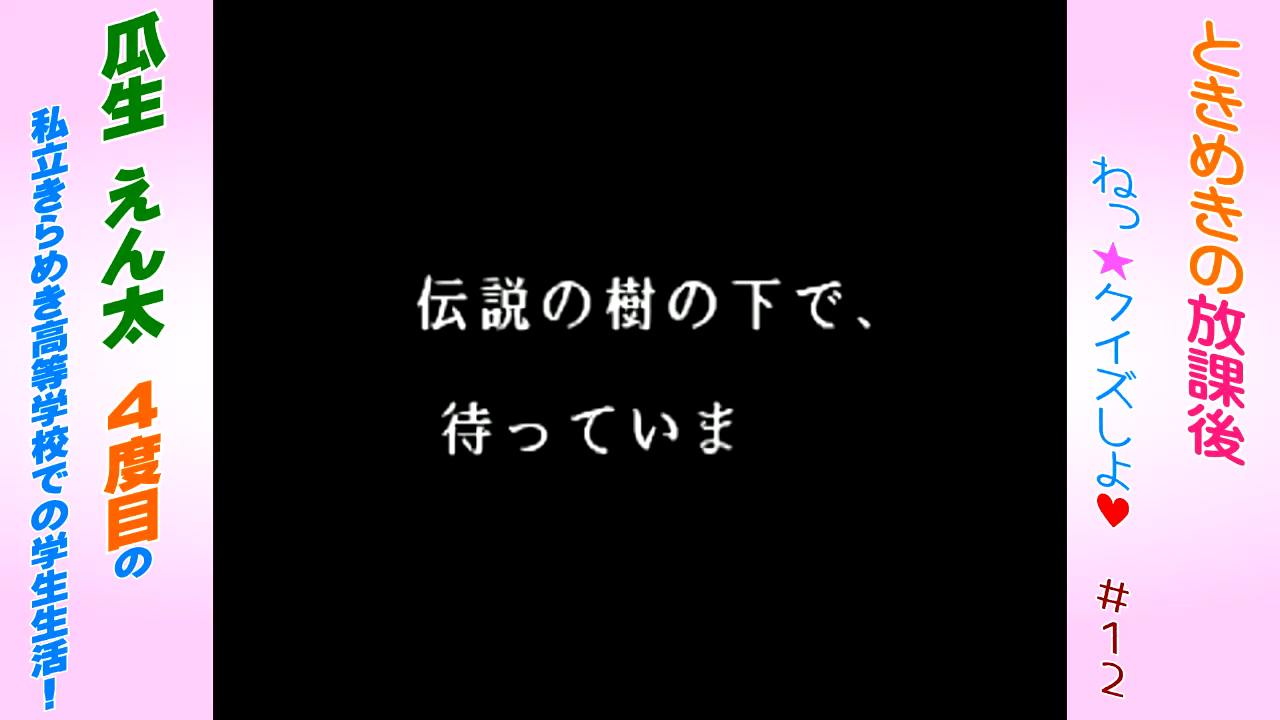 ときめきの放課後
ねっ★クイズしよ♥ #12
伝説の樹の下で、
待っていま
瓜生 えん太 4度目の
私立きらめき高等学校での学生生活!